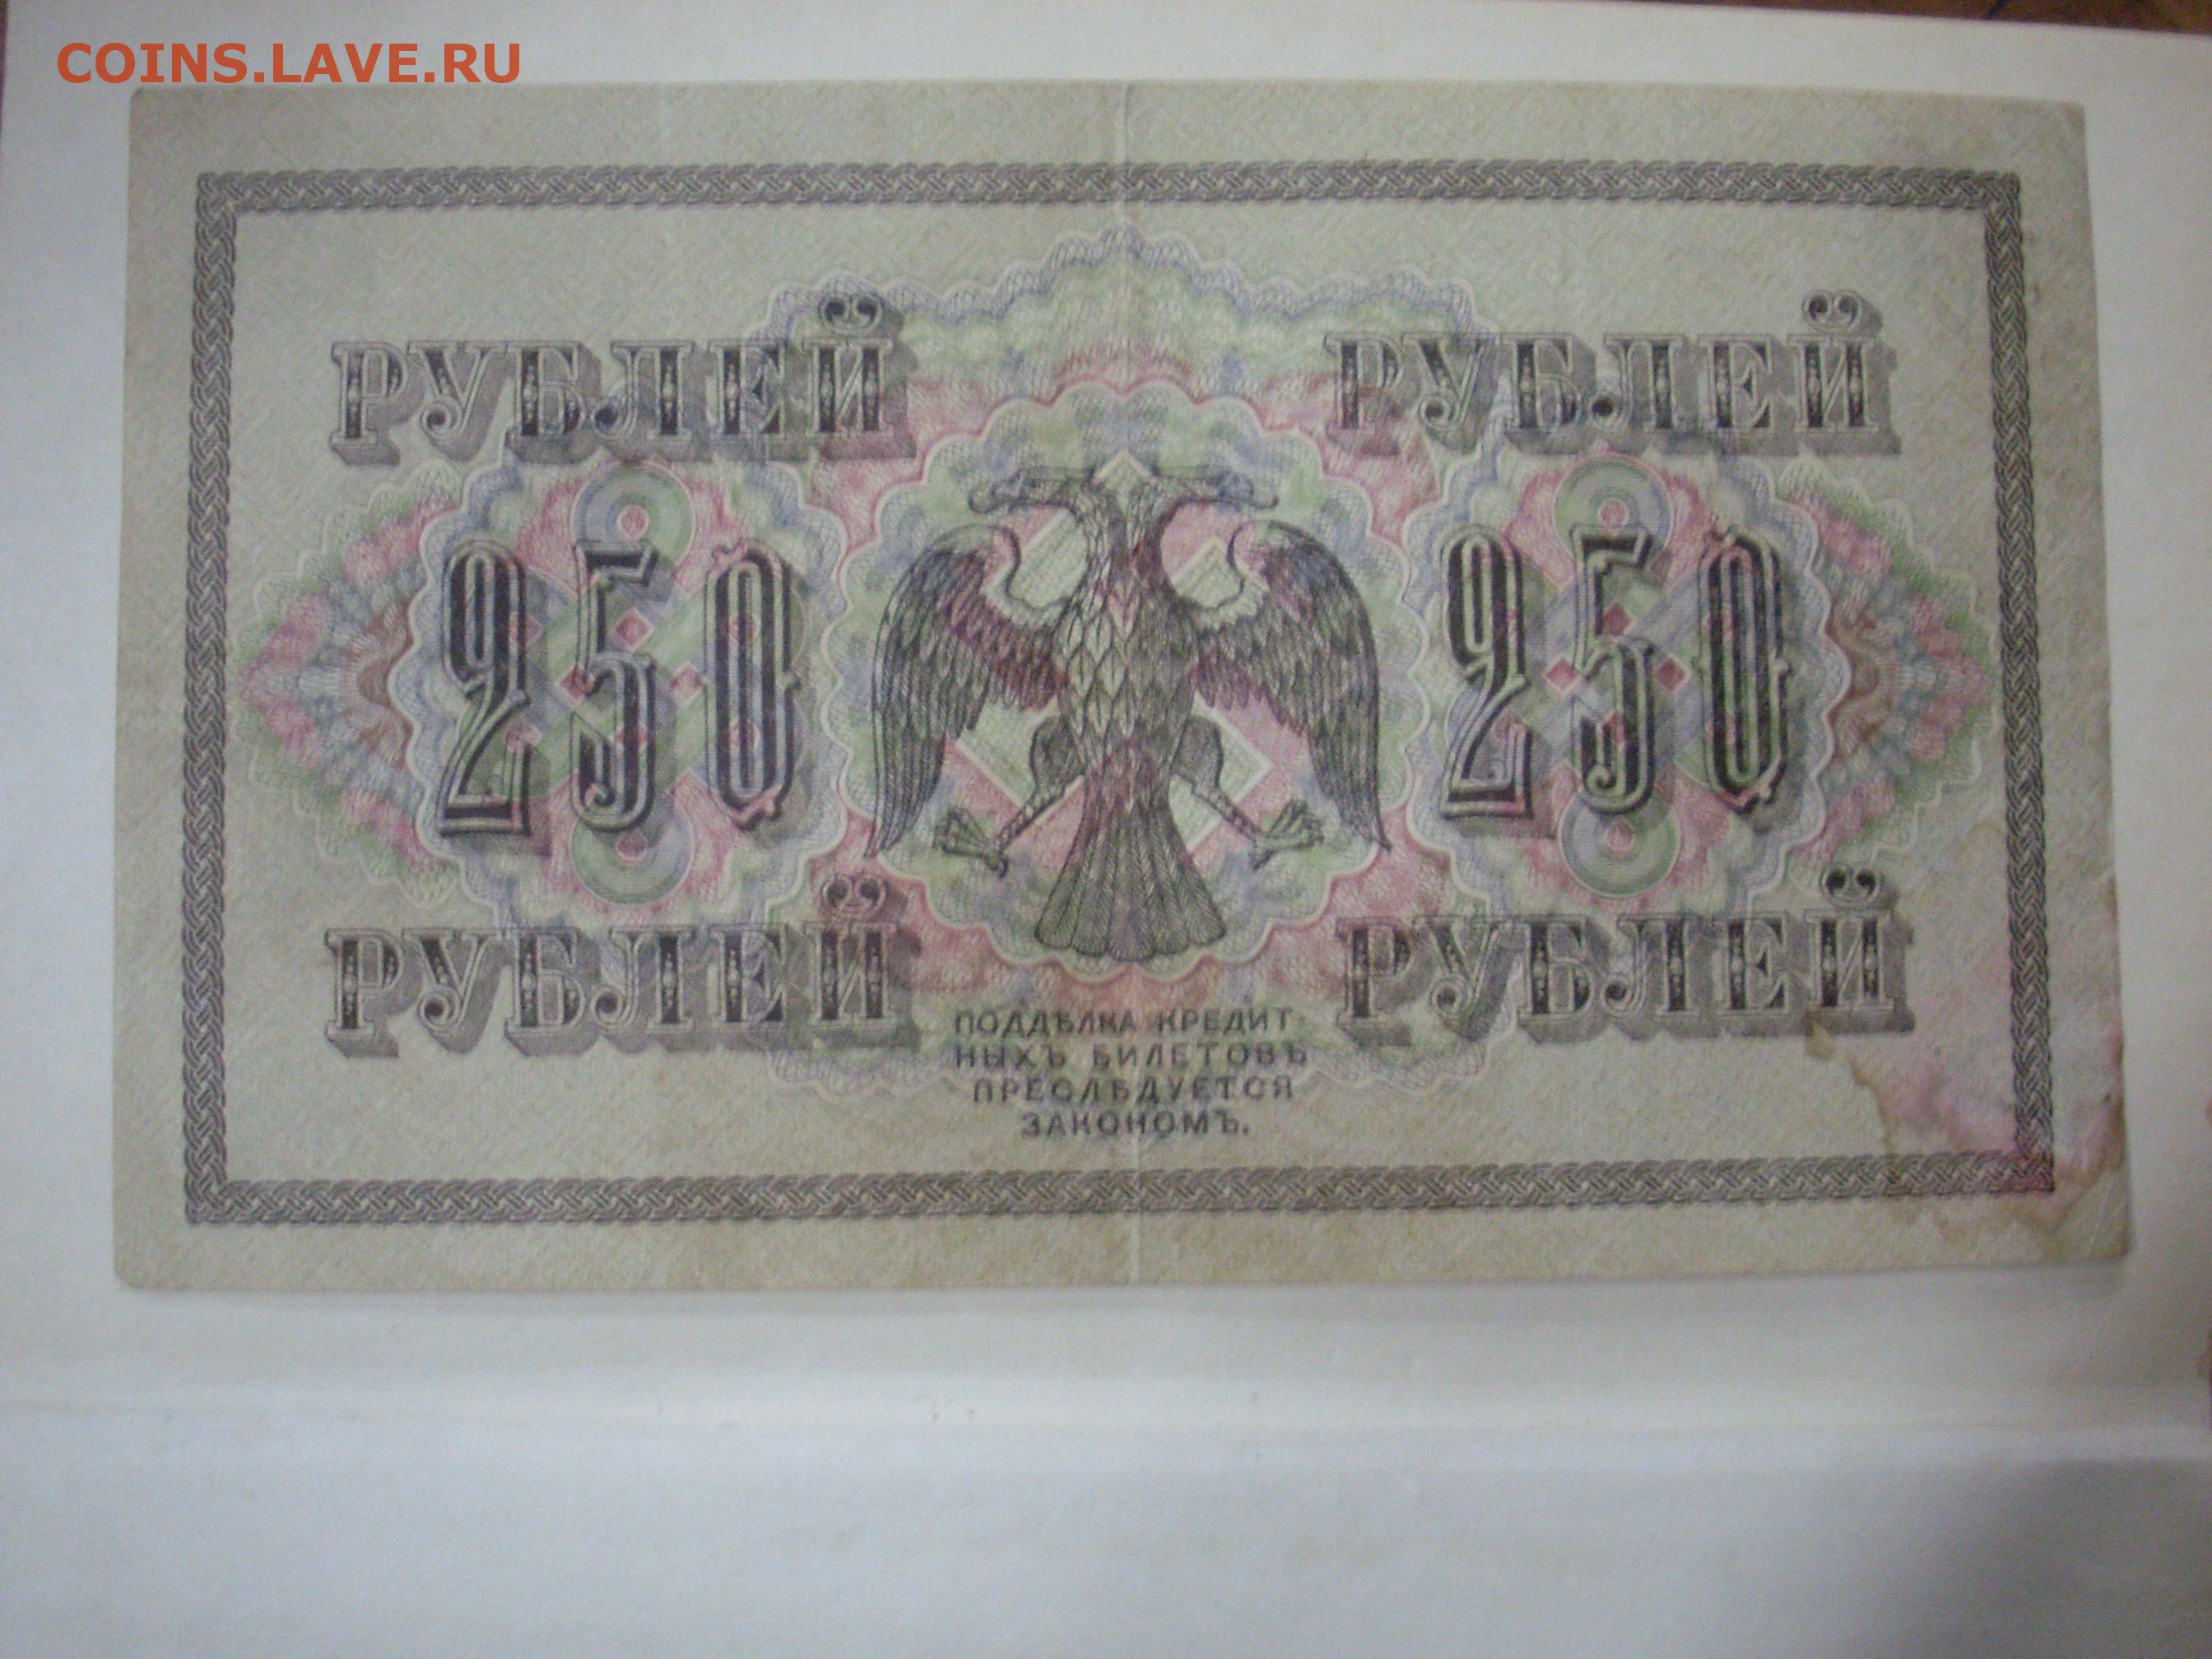 COINS.LAVE.RU
РУБЛЕЙ РУБЛЕЙ
250 250
РУБЛЕЙ РУБЛЕЙ
ПОДДѢЛКА КРЕДИТ-
НЫХЪ БИЛЕТОВЪ
ПРЕСЛѢДУЕТСЯ
ЗАКОНОМЪ.